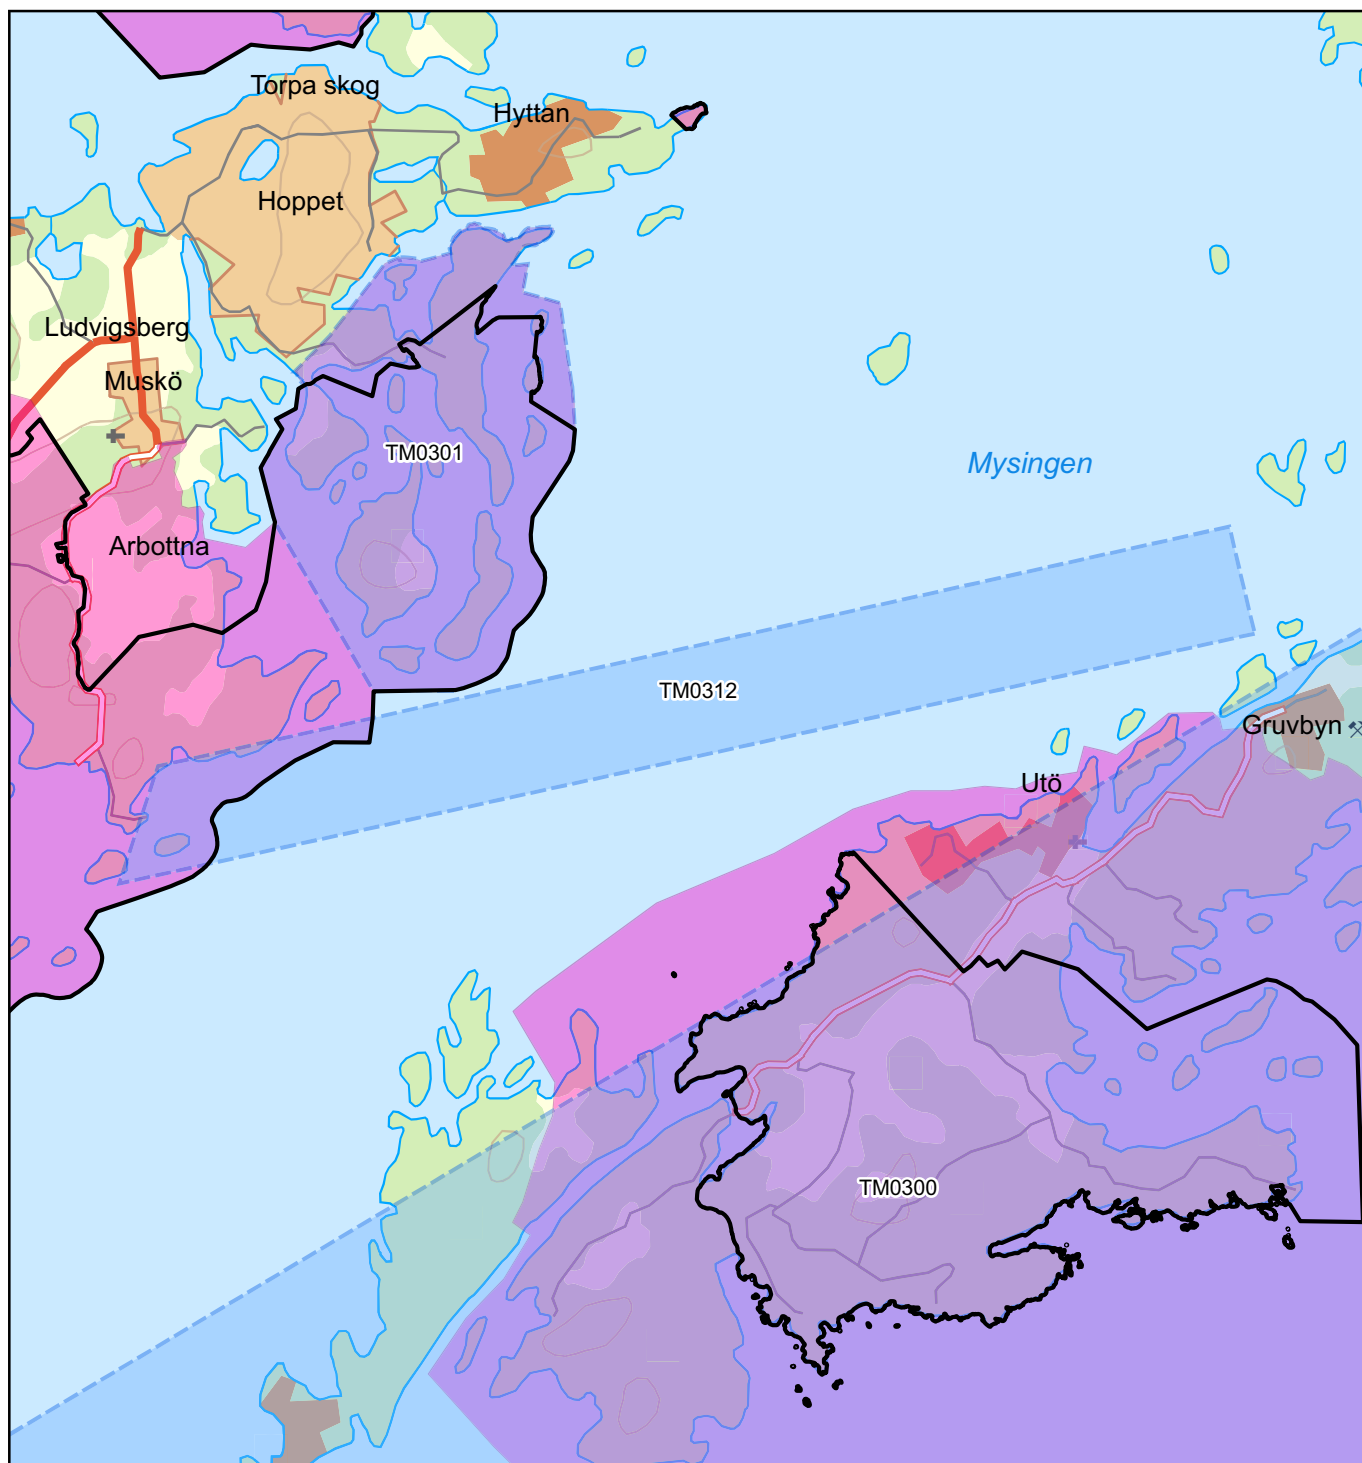 Torpa skog
Hyttan
Hoppet
Ludvigsberg
Muskö
TM0301
Mysingen
Arbottna
TM0312
Gruvbyn
Utö
TM0300